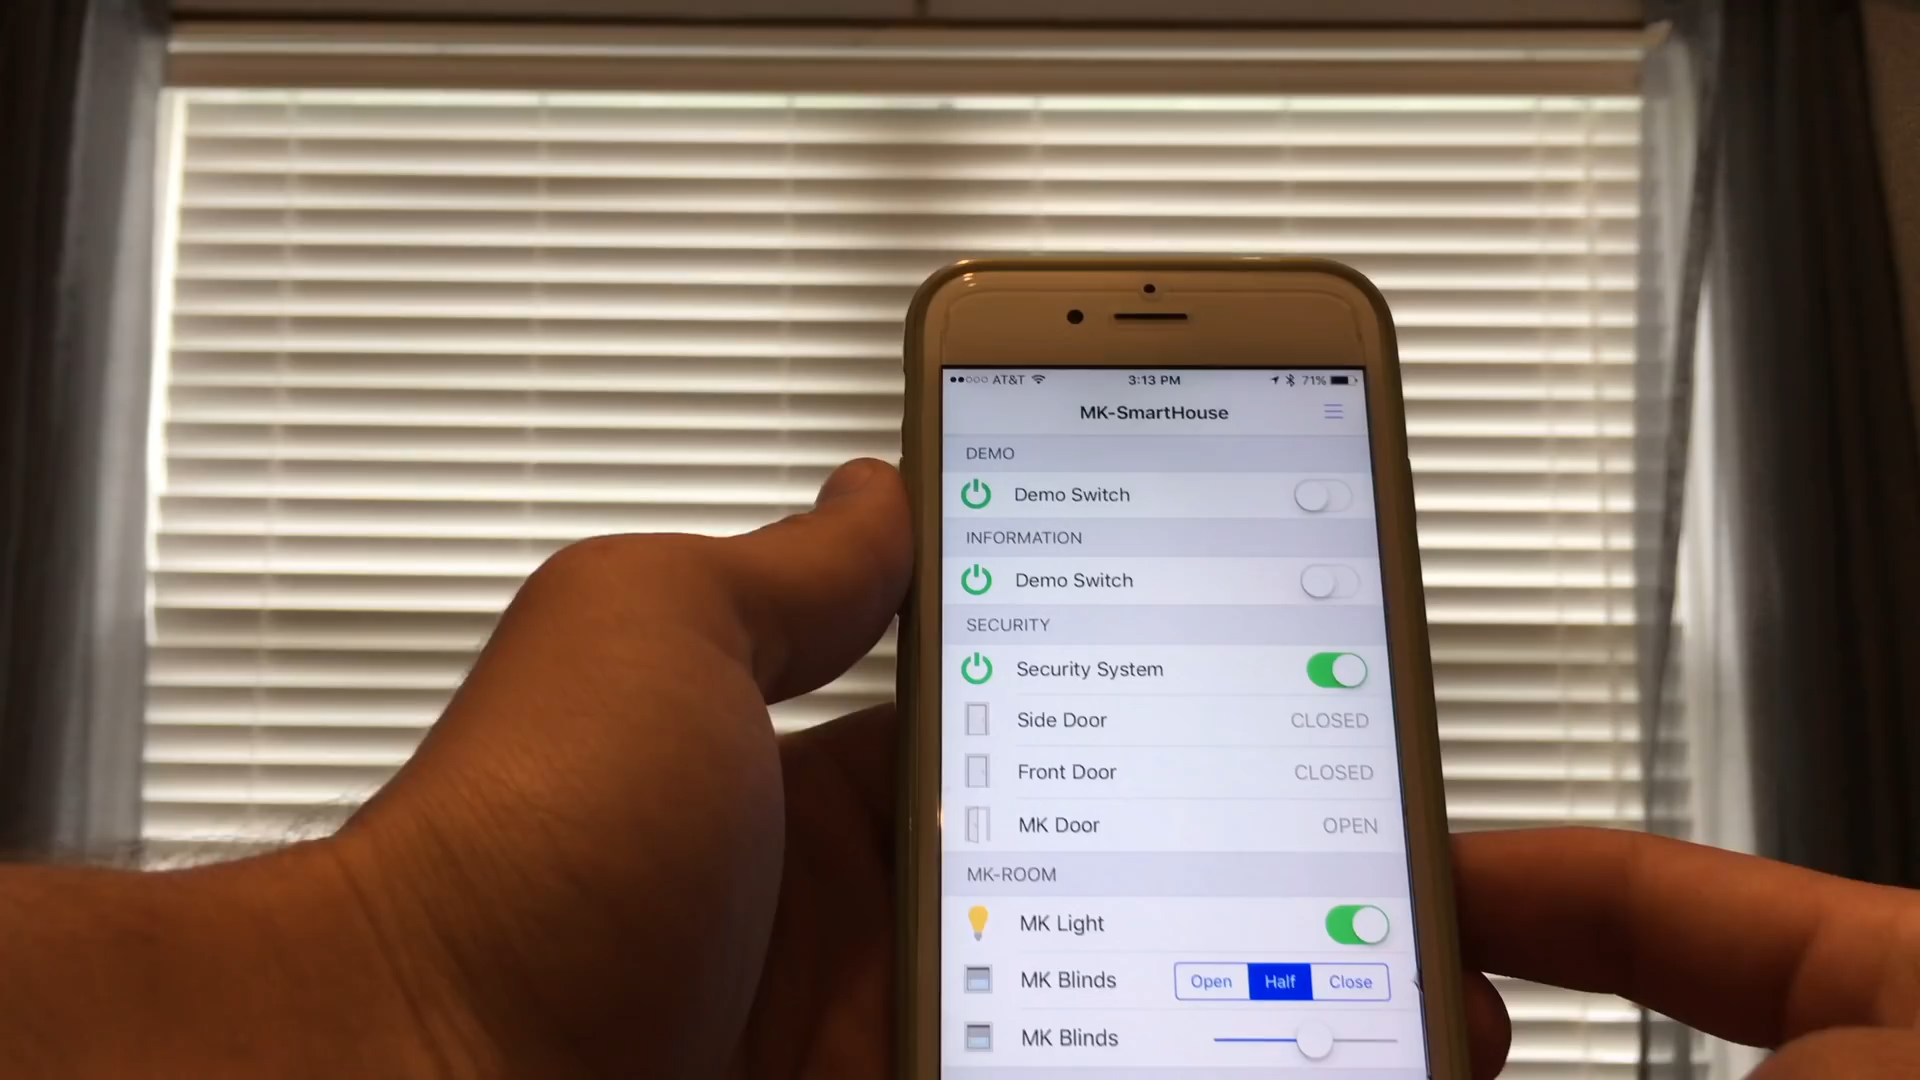 AT&T 3:13 PM 71%
MK-SmartHouse
DEMO
Demo Switch
INFORMATION
Demo Switch
SECURITY
Security System
Side Door CLOSED
Front Door CLOSED
MK Door OPEN
MK-ROOM
MK Light
MK Blinds Open Half Close
MK Blinds